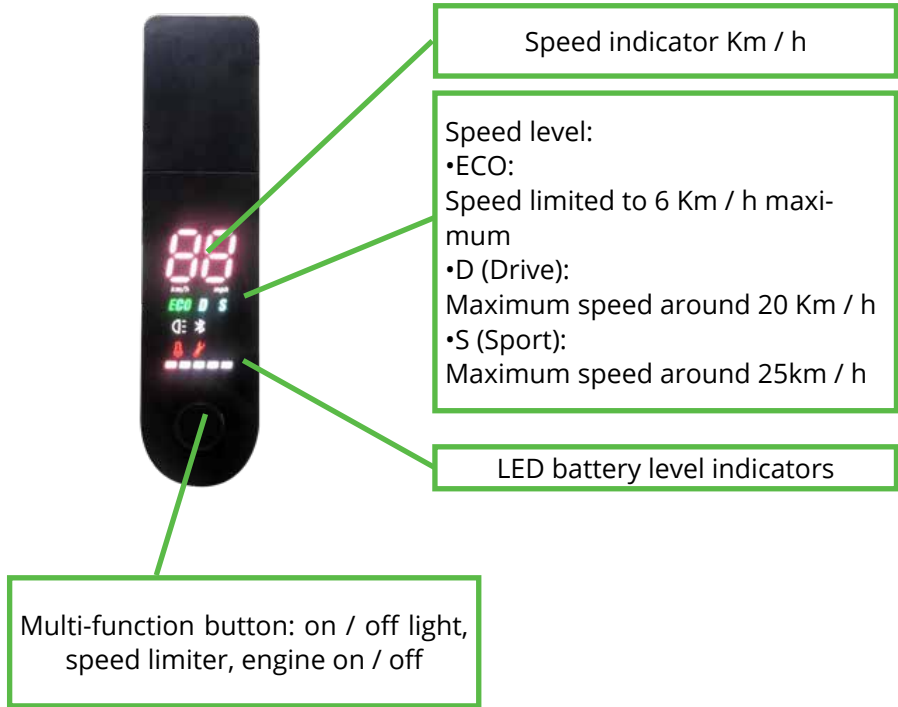 Speed indicator Km / h
Speed level:
•ECO:
Speed limited to 6 Km / h maxi-
mum
•D (Drive):
Maximum speed around 20 Km / h
•S (Sport):
Maximum speed around 25km / h
88
km/h mph
ECO D S
LED battery level indicators
Multi-function button: on / off light,
speed limiter, engine on / off